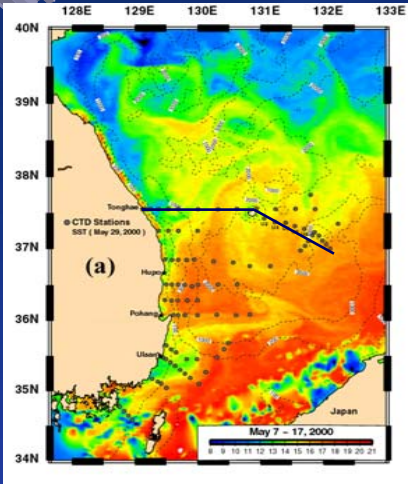 128E 129E 130E 131E 132E 133E
40N
39N
38N
37N
36N
35N
34N
Tonghae
CTD Stations
SST ( May 29, 2000 )
(a)
Hupo
Pohang
Ulsan
Japan
May 7 – 17, 2000
8 9 10 11 12 13 14 15 16 17 18 19 20 21